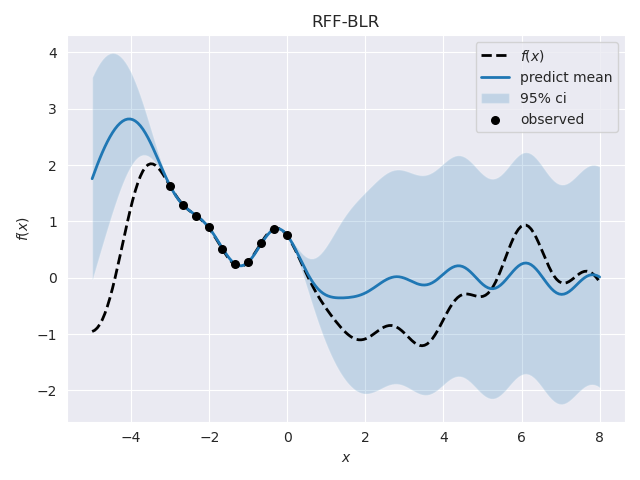 RFF-BLR
f(x)
predict mean
95% ci
observed
4
3
2
1
0
−1
−2
f(x)
−4 −2 0 2 4 6 8
x